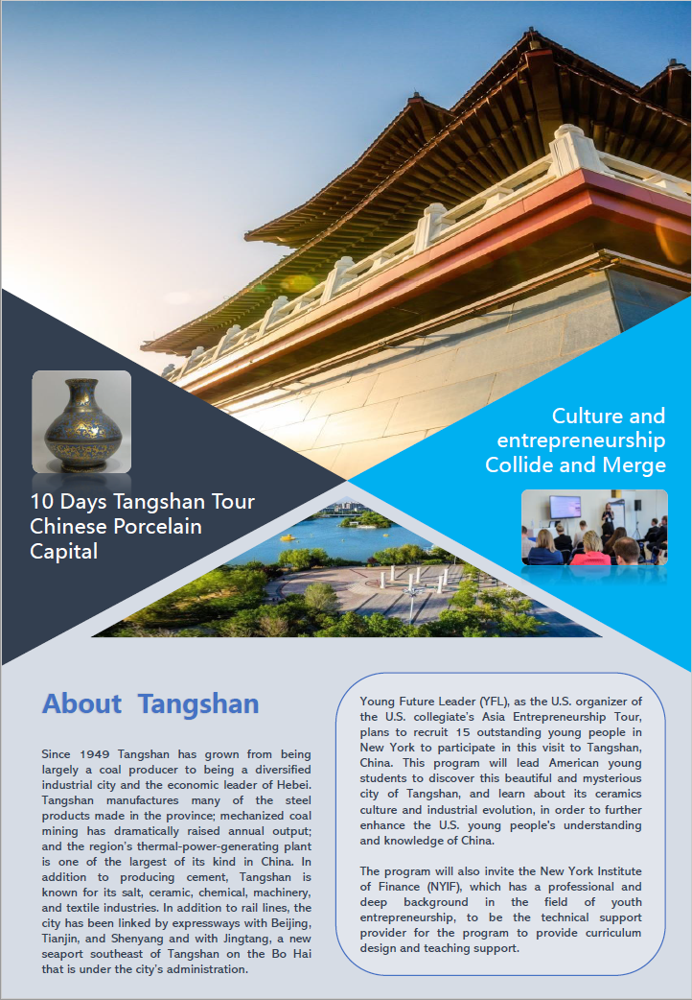 10 Days Tangshan Tour
Chinese Porcelain
Capital
Culture and
entrepreneurship
Collide and Merge
About Tangshan
Since 1949 Tangshan has grown from being
largely a coal producer to being a diversified
industrial city and the economic leader of Hebei.
Tangshan manufactures many of the steel
products made in the province; mechanized coal
mining has dramatically raised annual output;
and the region's thermal-power-generating plant
is one of the largest of its kind in China. In
addition to producing cement, Tangshan is
known for its salt, ceramic, chemical, machinery,
and textile industries. In addition to rail lines, the
city has been linked by expressways with Beijing,
Tianjin, and Shenyang and with Jingtang, a new
seaport southeast of Tangshan on the Bo Hai
that is under the city's administration.
Young Future Leader (YFL), as the U.S. organizer of
the U.S. collegiate's Asia Entrepreneurship Tour,
plans to recruit 15 outstanding young people in
New York to participate in this visit to Tangshan,
China. This program will lead American young
students to discover this beautiful and mysterious
city of Tangshan, and learn about its ceramics
culture and industrial evolution, in order to further
enhance the U.S. young people's understanding
and knowledge of China.
The program will also invite the New York Institute
of Finance (NYIF), which has a professional and
deep background in the field of youth
entrepreneurship, to be the technical support
provider for the program to provide curriculum
design and teaching support.